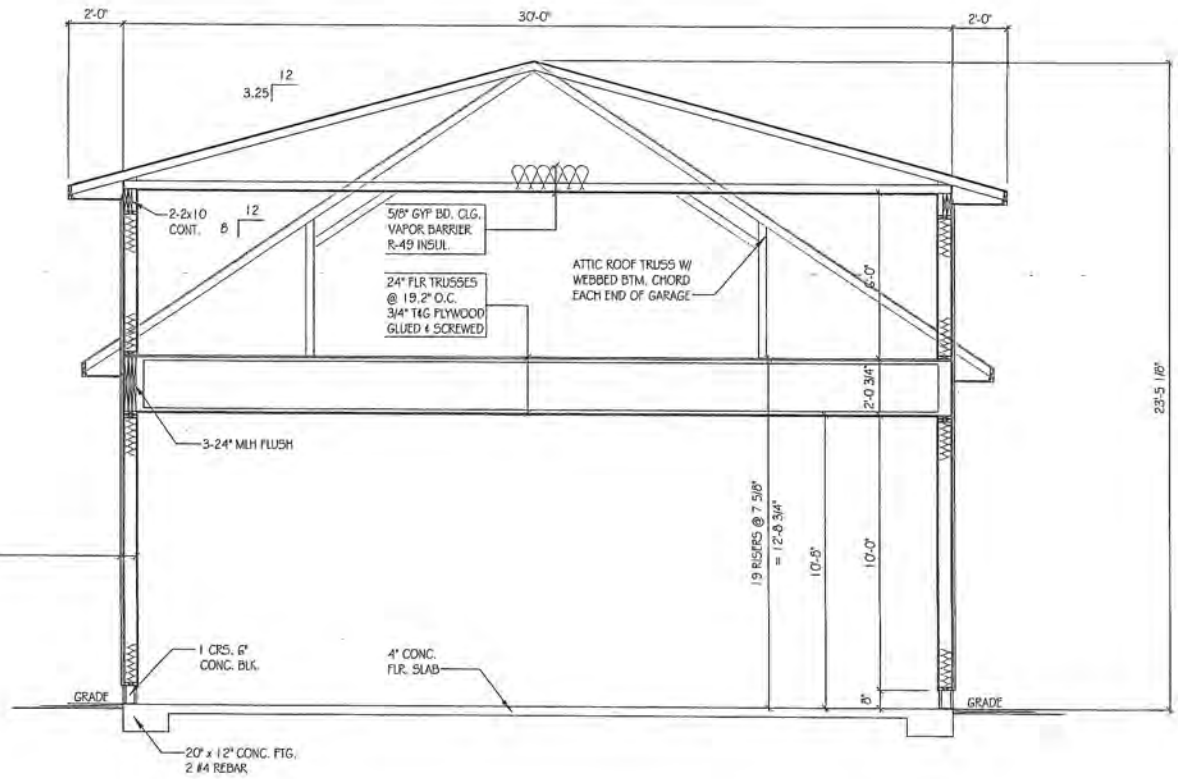 2'-0"
30'-0"
2'-0"
12
3.25
2-2x10
CONT.
12
8
5/8" GYP BD. CLG.
VAPOR BARRIER
R-49 INSUL.
24" FLR TRUSSES
@ 19.2" O.C.
3/4" T&G PLYWOOD
GLUED & SCREWED
ATTIC ROOF TRUSS W/
WEBBED BTM. CHORD
EACH END OF GARAGE
6'-0"
23'-5 1/8"
2'-0 3/4"
3-24" MLH FLUSH
19 RISERS @ 7 5/8"
= 12'-8 3/4"
10'-8"
10'-0"
1 CRS. 6"
CONC. BLK.
4" CONC.
FLR. SLAB
8"
GRADE
GRADE
20" x 12" CONC. FTG.
2 #4 REBAR